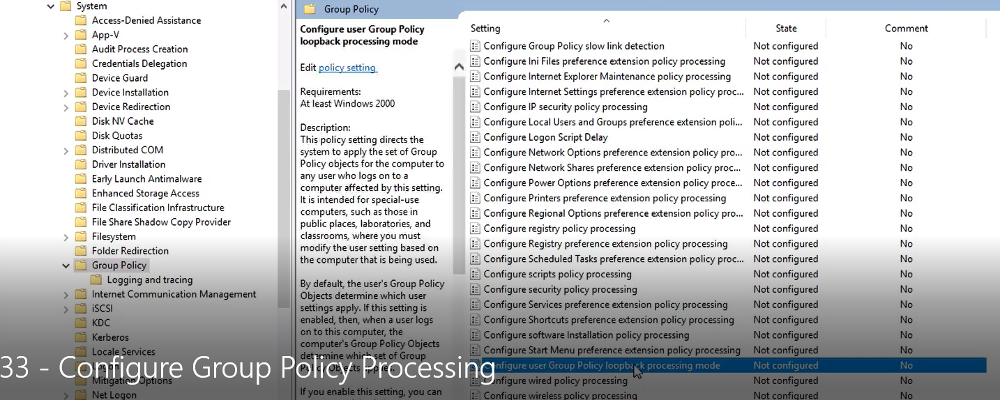 System
Access-Denied Assistance
App-V
Audit Process Creation
Credentials Delegation
Device Guard
Device Installation
Device Redirection
Disk NV Cache
Disk Quotas
Distributed COM
Driver Installation
Early Launch Antimalware
Enhanced Storage Access
File Classification Infrastructure
File Share Shadow Copy Provider
Filesystem
Folder Redirection
Group Policy
Logging and tracing
Internet Communication Management
iSCSI
KDC
Kerberos
Locale Services
Logon
Mitigation Options
Net Logon
Group Policy
Configure user Group Policy
loopback processing mode
Edit policy setting
Requirements:
At least Windows 2000
Description:
This policy setting directs the
system to apply the set of Group
Policy objects for the computer to
any user who logs on to a
computer affected by this setting.
It is intended for special-use
computers, such as those in
public places, laboratories, and
classrooms, where you must
modify the user setting based on
the computer that is being used.
By default, the user's Group Policy
Objects determine which user
settings apply. If this setting is
enabled, then, when a user logs
on to this computer, the
computer's Group Policy Objects
determine which set of Group
Policy Objects applies.
If you enable this setting, you can
Setting State Comment
Configure Group Policy slow link detection Not configured No
Configure Ini Files preference extension policy processing Not configured No
Configure Internet Explorer Maintenance policy processing Not configured No
Configure Internet Settings preference extension policy proc... Not configured No
Configure IP security policy processing Not configured No
Configure Local Users and Groups preference extension poli... Not configured No
Configure Logon Script Delay Not configured No
Configure Network Options preference extension policy pro... Not configured No
Configure Network Shares preference extension policy proc... Not configured No
Configure Power Options preference extension policy proce... Not configured No
Configure Printers preference extension policy processing Not configured No
Configure Regional Options preference extension policy pro... Not configured No
Configure registry policy processing Not configured No
Configure Registry preference extension policy processing Not configured No
Configure Scheduled Tasks preference extension policy proc... Not configured No
Configure scripts policy processing Not configured No
Configure security policy processing Not configured No
Configure Services preference extension policy processing Not configured No
Configure Shortcuts preference extension policy processing Not configured No
Configure software Installation policy processing Not configured No
Configure Start Menu preference extension policy processing Not configured No
Configure user Group Policy loopback processing mode Not configured No
Configure wired policy processing Not configured No
Configure wireless policy processing Not configured No
33 - Configure Group Policy Processing